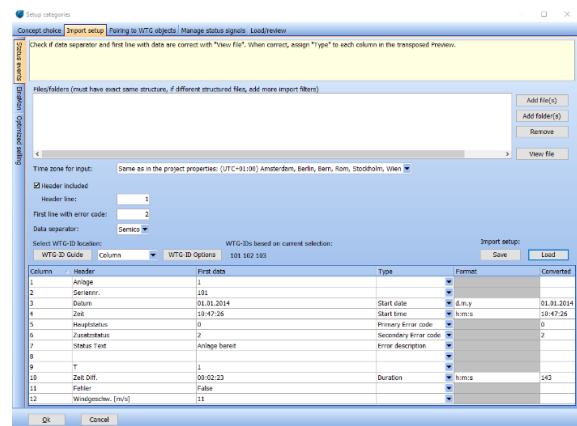 Setup categories
Concept choice Import setup Pairing to WTG objects Manage status signals Load/review
Status events
EinsMan
Optimized selling
Check if data separator and first line with data are correct with "View file". When correct, assign "Type" to each column in the transposed Preview.
Files/folders (must have exact same structure, if different structured files, add more import filters)
Add file(s)
Add folder(s)
Remove
View file
Time zone for input: Same as in the project properties: (UTC+01:00) Amsterdam, Berlin, Bern, Rom, Stockholm, Wien
Header included
Header line: 1
First line with error code: 2
Data separator: Semico
Select WTG-ID location: WTG-IDs based on current selection: Import setup:
WTG-ID Guide Column WTG-ID Options 101 102 103 Save Load
Column Header First data Type Format Converted
1 Anlage 1
2 Seriennr. 101
3 Datum 01.01.2014 Start date d.m.y 01.01.2014
4 Zeit 10:47:26 Start time h:m:s 10:47:26
5 Hauptstatus 0 Primary Error code 0
6 Zusatzstatus 2 Secondary Error code 2
7 Status Text Anlage bereit Error description
8
9 T 1
10 Zeit Diff. 00:02:23 Duration h:m:s 143
11 Fehler False
12 Windgeschw. [m/s] 11
Ok Cancel